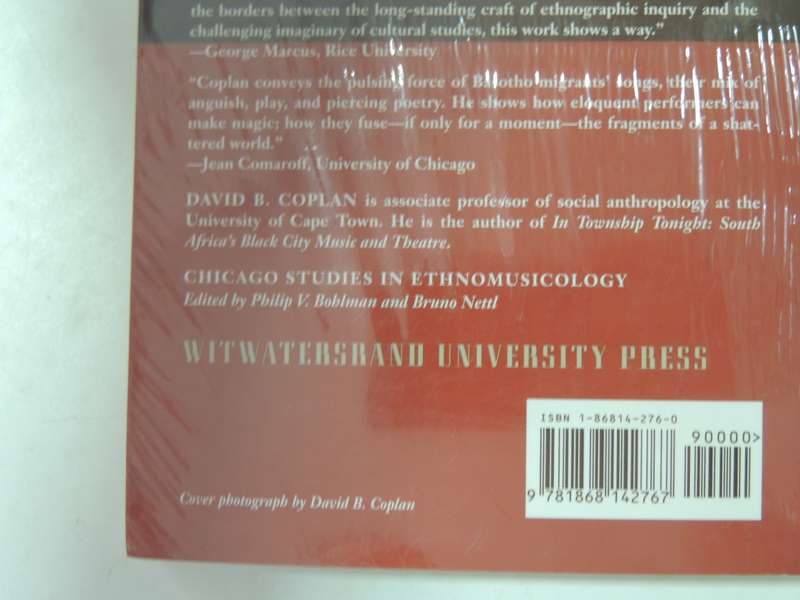 the borders between the long-standing craft of ethnographic inquiry and the
challenging imaginary of cultural studies, this work shows a way.”
—George Marcus, Rice University
“Coplan conveys the pulsing force of Basotho migrants’ songs, their mix of
anguish, play, and piercing poetry. He shows how eloquent performers can
make magic; how they fuse—if only for a moment—the fragments of a shat-
tered world.”
—Jean Comaroff, University of Chicago
DAVID B. COPLAN is associate professor of social anthropology at the
University of Cape Town. He is the author of In Township Tonight: South
Africa’s Black City Music and Theatre.
CHICAGO STUDIES IN ETHNOMUSICOLOGY
Edited by Philip V. Bohlman and Bruno Nettl
WITWATERSRAND UNIVERSITY PRESS
ISBN 1-86814-276-0
90000>
9 781868 142767
Cover photograph by David B. Coplan